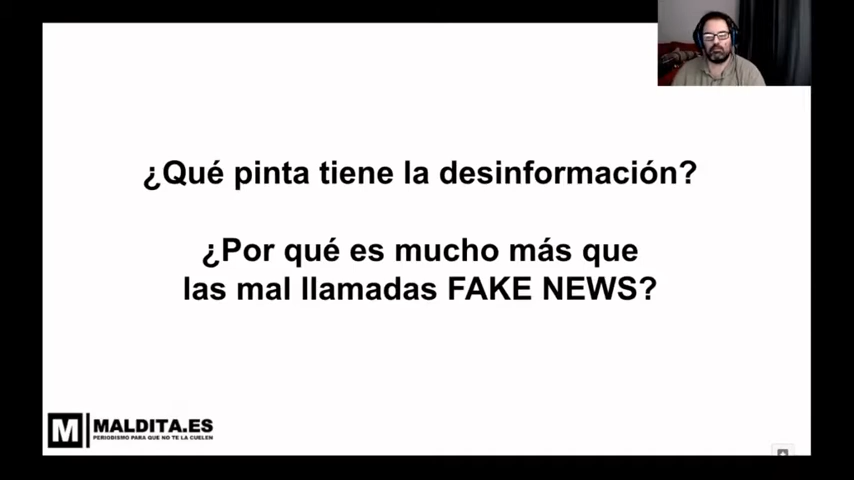 ¿Qué pinta tiene la desinformación?
¿Por qué es mucho más que
las mal llamadas FAKE NEWS?
M MALDITA.ES
PERIODISMO PARA QUE NO TE LA CUELEN